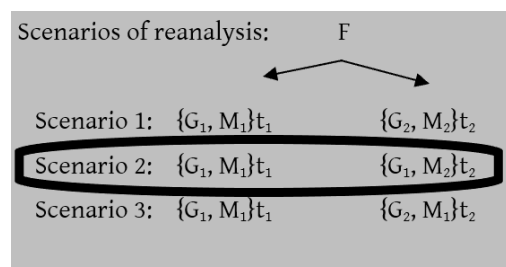 Scenarios of reanalysis: F
Scenario 1: {G₁, M₁}t₁ {G₂, M₂}t₂
Scenario 2: {G₁, M₁}t₁ {G₁, M₂}t₂
Scenario 3: {G₁, M₁}t₁ {G₂, M₁}t₂